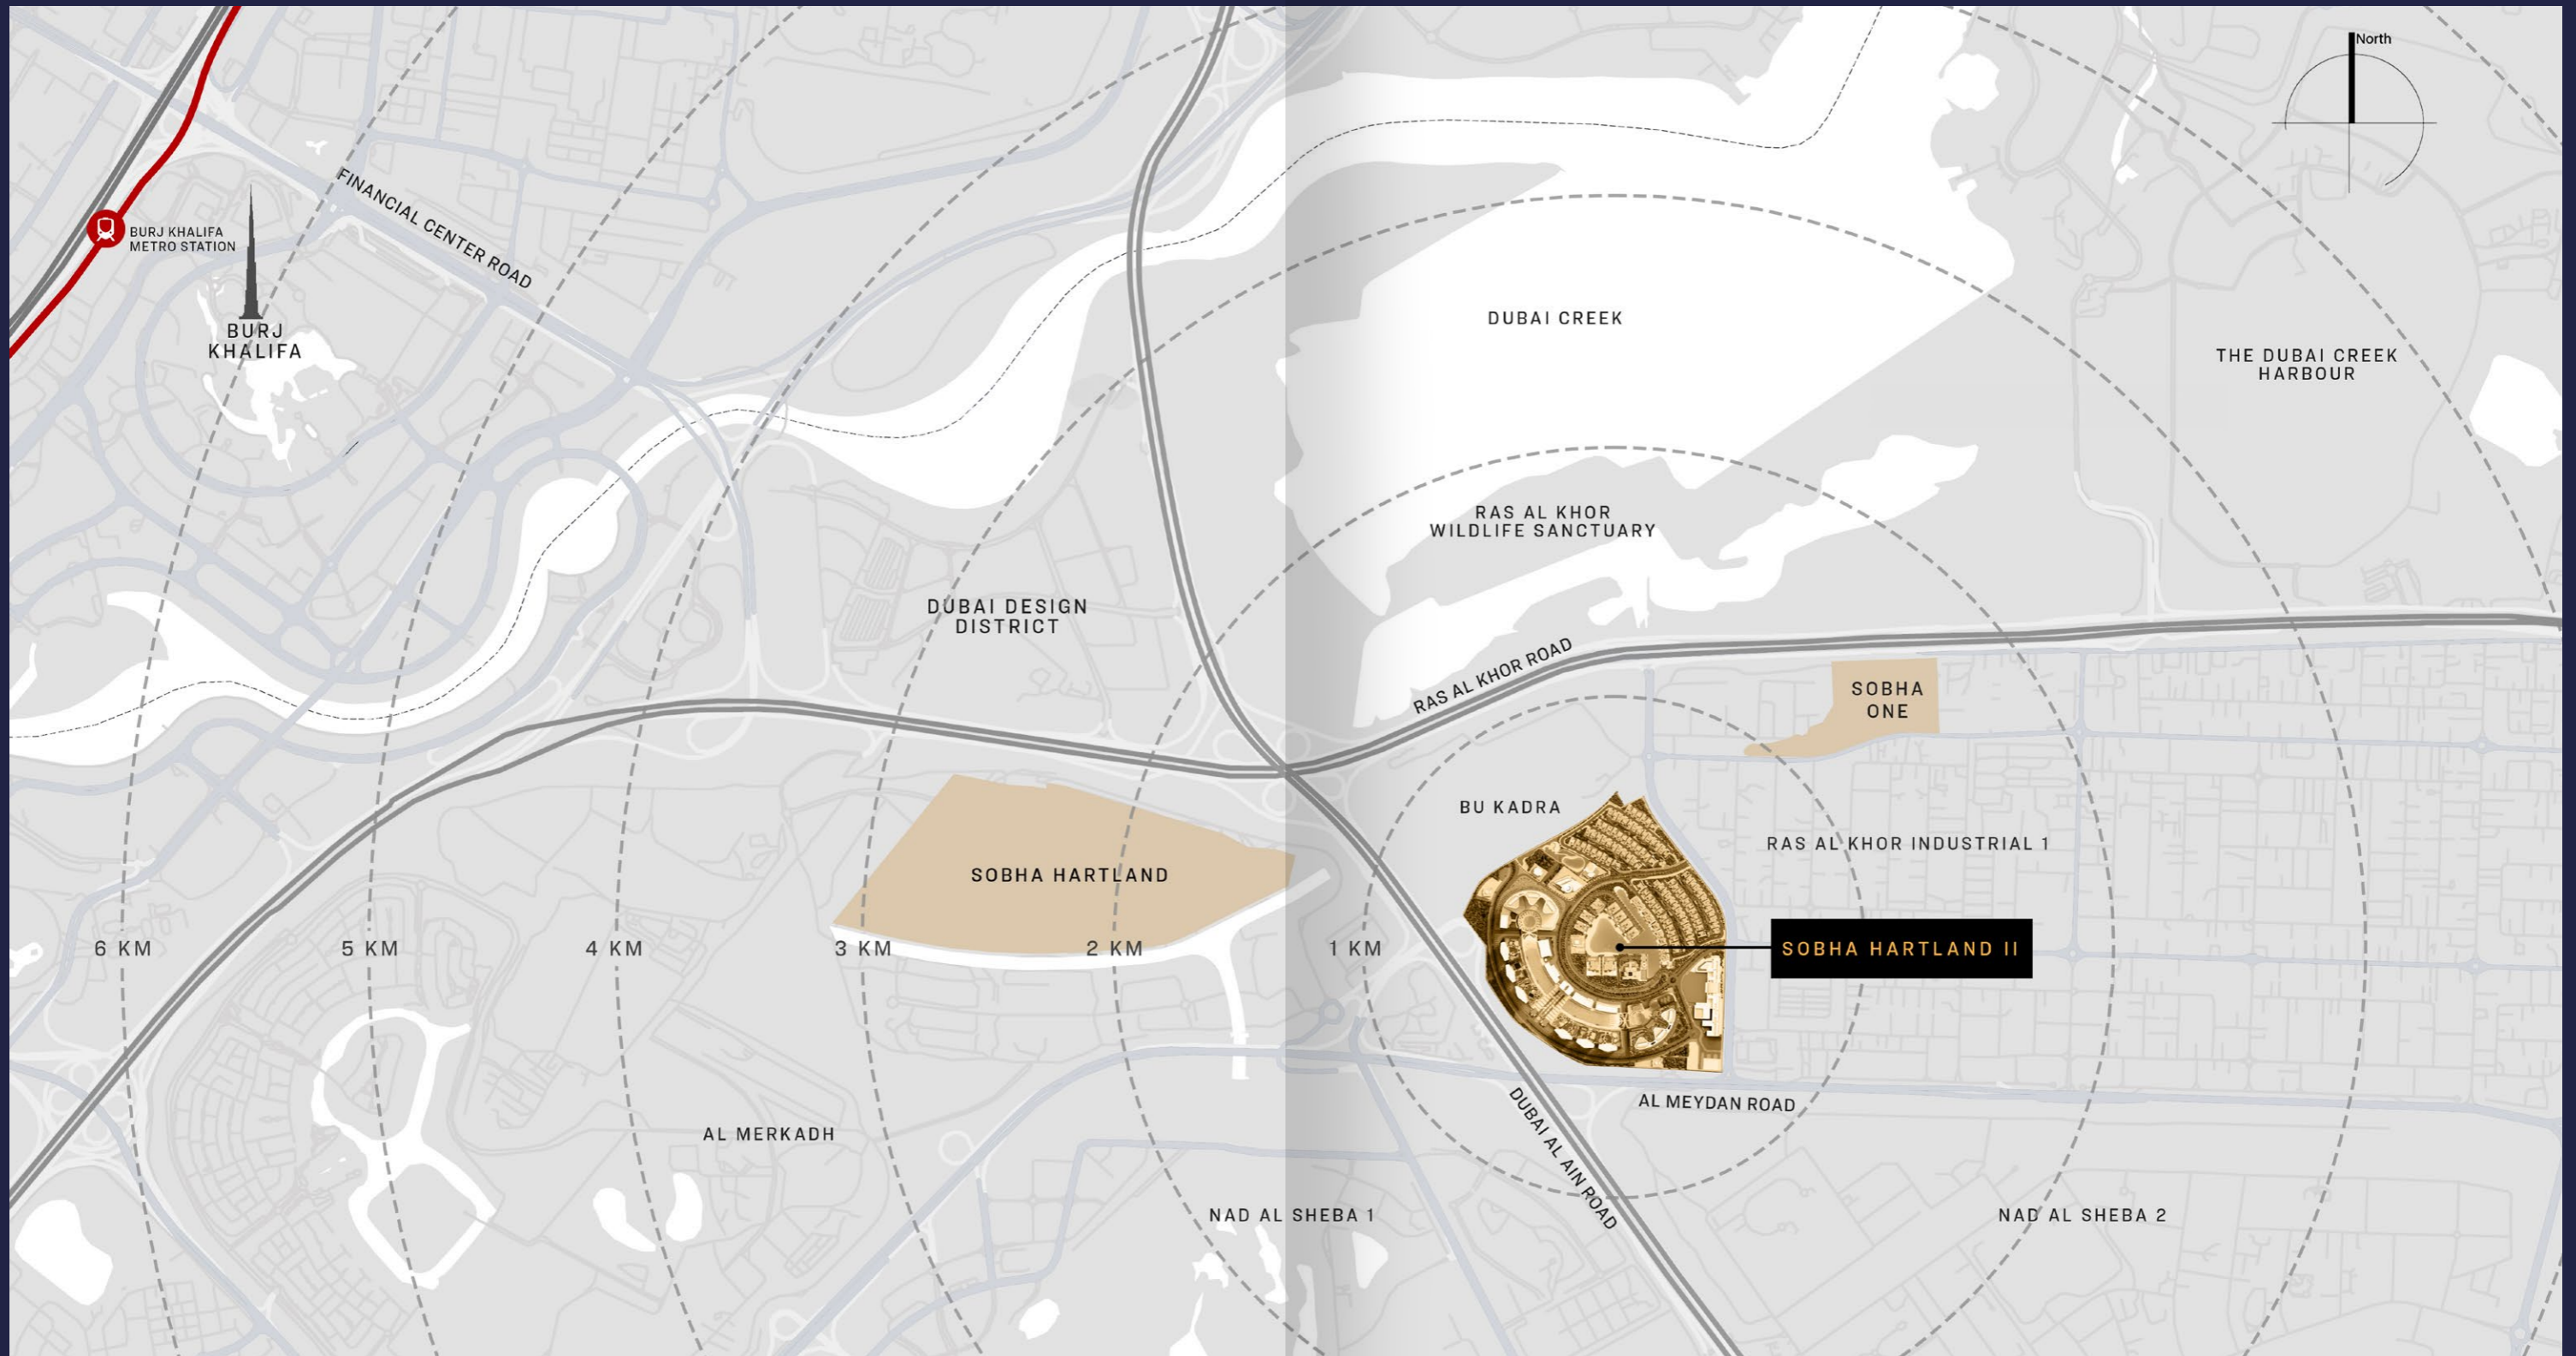 North
FINANCIAL CENTER ROAD
BURJ KHALIFA
METRO STATION
BURJ
KHALIFA
DUBAI CREEK
THE DUBAI CREEK
HARBOUR
RAS AL KHOR
WILDLIFE SANCTUARY
DUBAI DESIGN
DISTRICT
RAS AL KHOR ROAD
SOBHA
ONE
BU KADRA
RAS AL KHOR INDUSTRIAL 1
SOBHA HARTLAND
6 KM
5 KM
4 KM
3 KM
2 KM
1 KM
SOBHA HARTLAND II
AL MEYDAN ROAD
DUBAI AL AIN ROAD
AL MERKADH
NAD AL SHEBA 1
NAD AL SHEBA 2